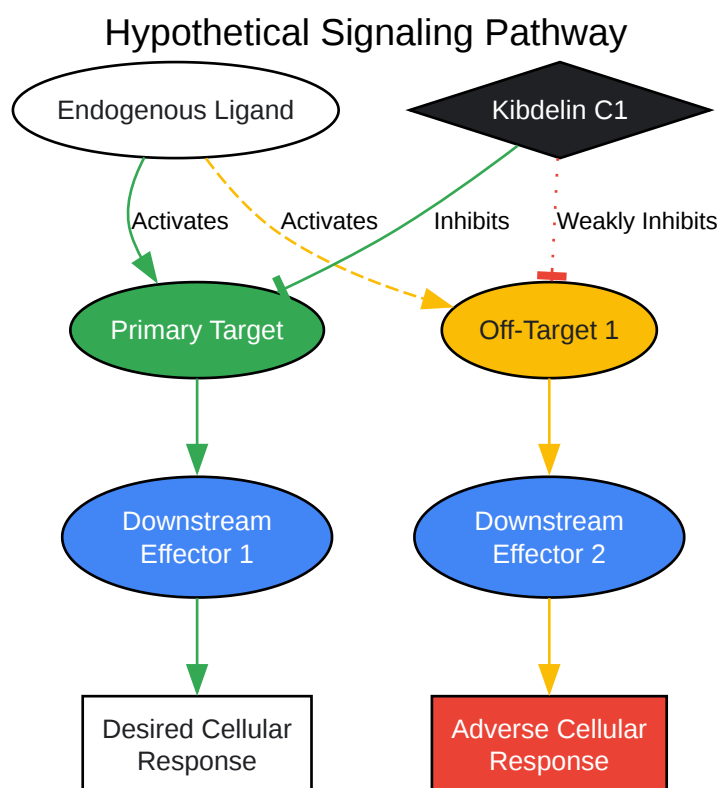 Hypothetical Signaling Pathway
Endogenous Ligand
Kibdelin C1
Activates
Activates
Inhibits
Weakly Inhibits
Primary Target
Off-Target 1
Downstream
Effector 1
Downstream
Effector 2
Desired Cellular
Response
Adverse Cellular
Response